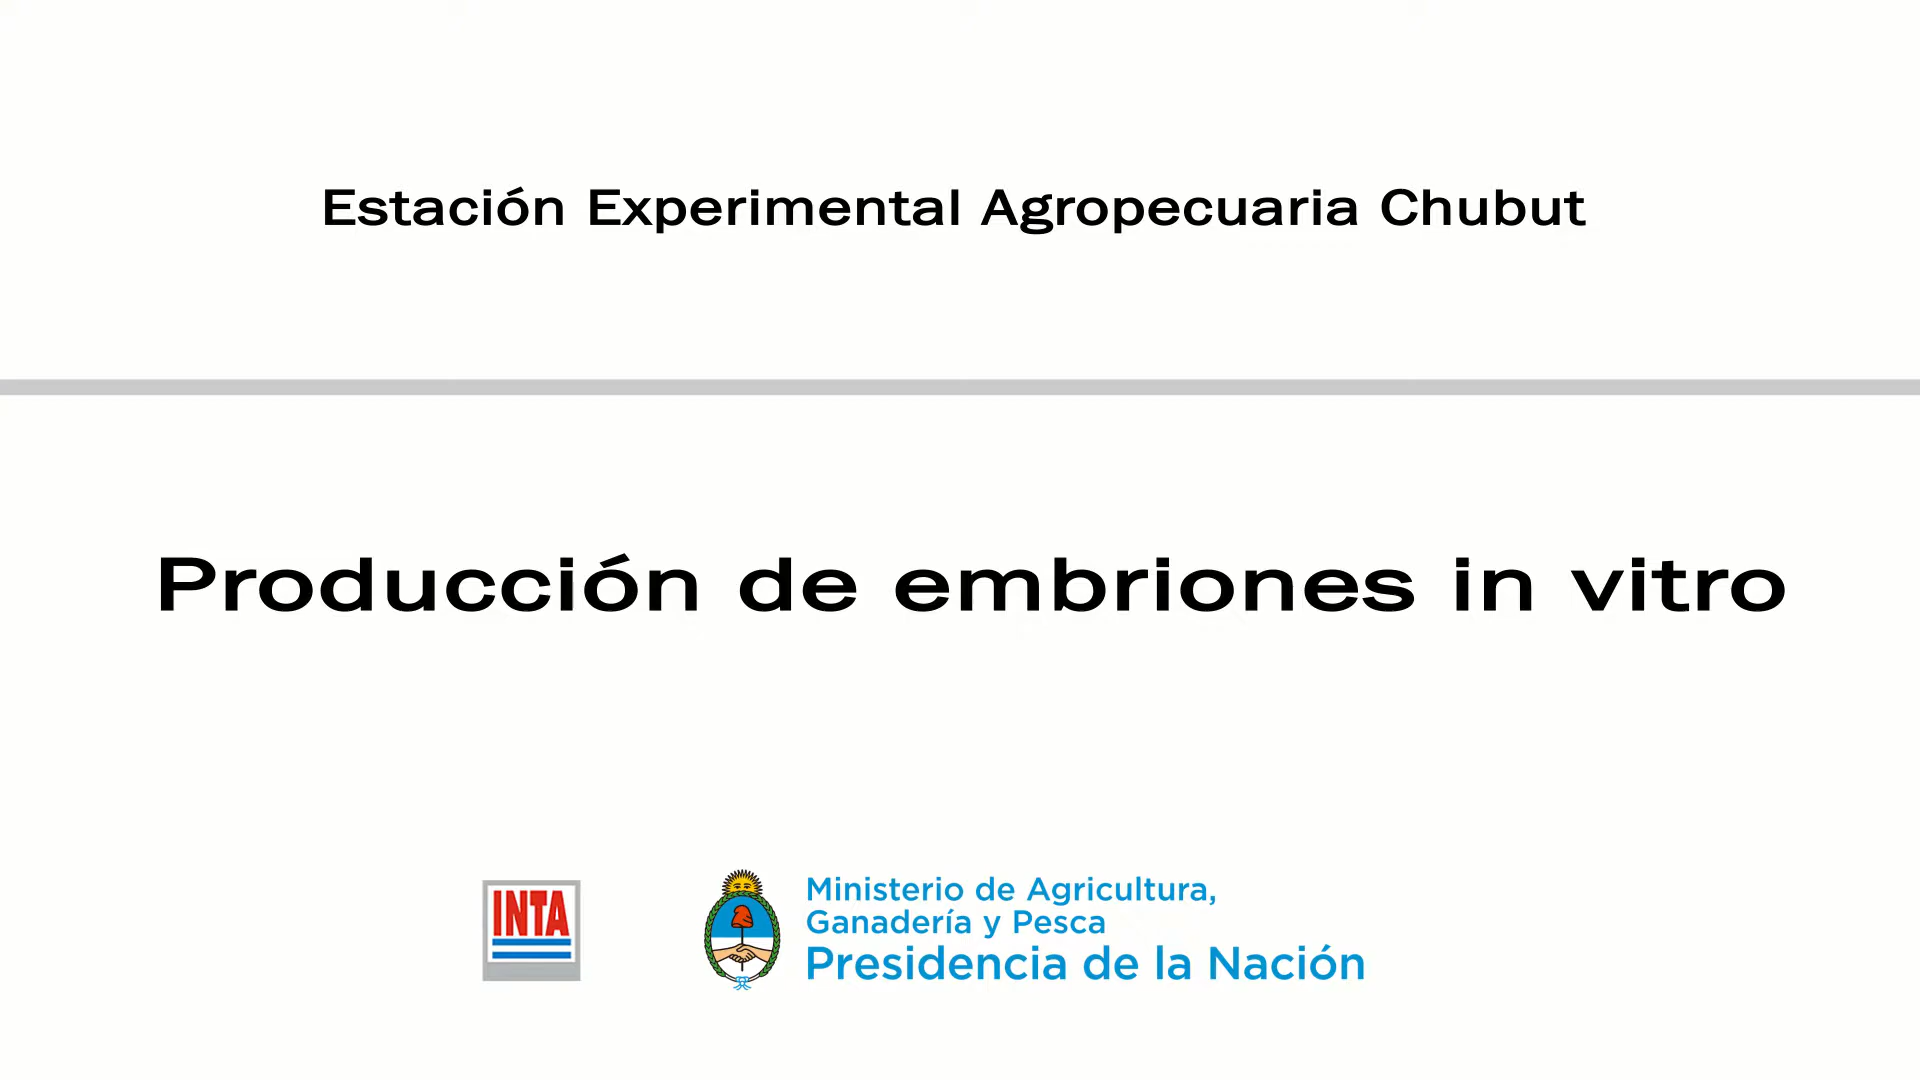 Estación Experimental Agropecuaria Chubut
Producción de embriones in vitro
INTA
Ministerio de Agricultura,
Ganadería y Pesca
Presidencia de la Nación